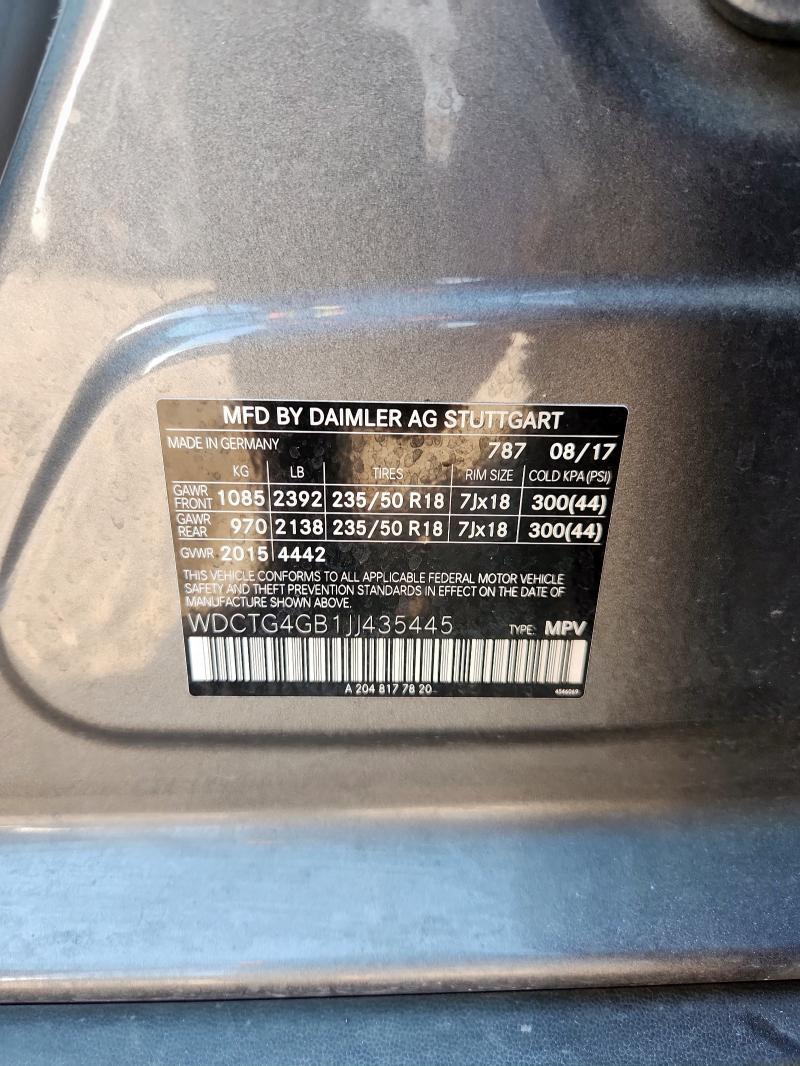 MFD BY DAIMLER AG STUTTGART
MADE IN GERMANY 787 08/17
KG LB TIRES RIM SIZE COLD KPA (PSI)
GAWR FRONT 1085 2392 235/50 R18 7Jx18 300(44)
GAWR REAR 970 2138 235/50 R18 7Jx18 300(44)
GVWR 2015 4442
THIS VEHICLE CONFORMS TO ALL APPLICABLE FEDERAL MOTOR VEHICLE
SAFETY AND THEFT PREVENTION STANDARDS IN EFFECT ON DATE OF
MANUFACTURE SHOWN ABOVE.
WDCTG4GB1JJ435445 TYPE: MPV
A 204 817 78 20 4546069